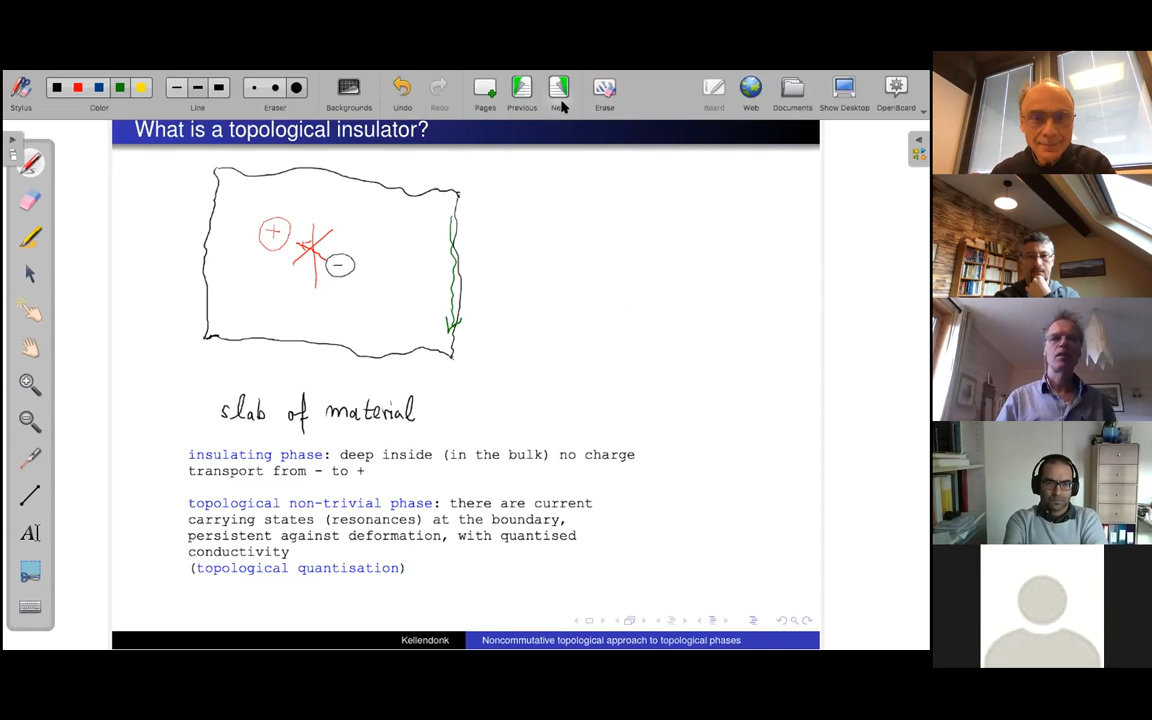 Stylus
Color
Line
Eraser
Backgrounds
Undo
Redo
Pages
Previous
Erase
Board
Web
Documents
Show Desktop
OpenBoard
What is a topological insulator?
+
-
slab of material
insulating phase: deep inside (in the bulk) no charge
transport from - to +
topological non-trivial phase: there are current
carrying states (resonances) at the boundary,
persistent against deformation, with quantised
conductivity
(topological quantisation)
Kellendonk
Noncommutative topological approach to topological phases